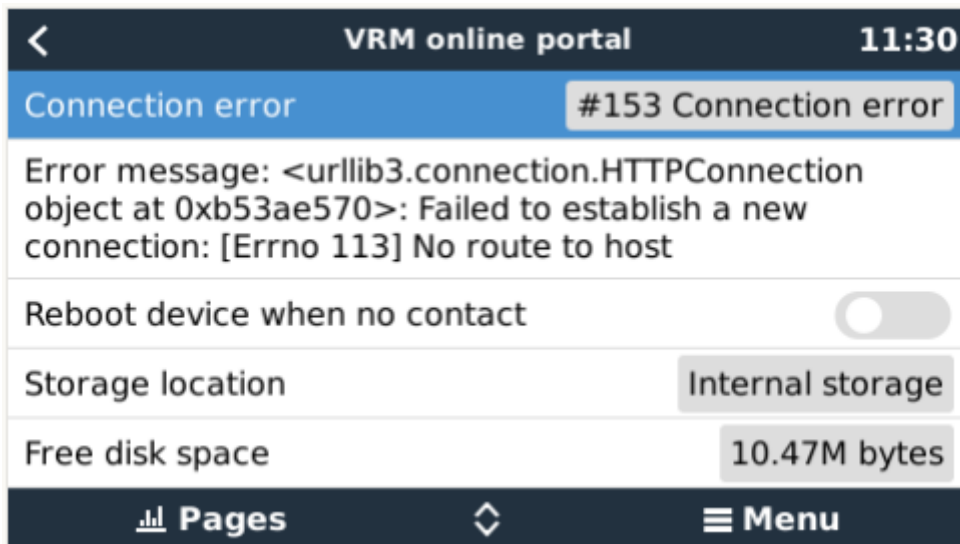 VRM online portal 11:30
Connection error #153 Connection error
Error message: <urllib3.connection.HTTPConnection
object at 0xb53ae570>: Failed to establish a new
connection: [Errno 113] No route to host
Reboot device when no contact
Storage location Internal storage
Free disk space 10.47M bytes
Pages Menu